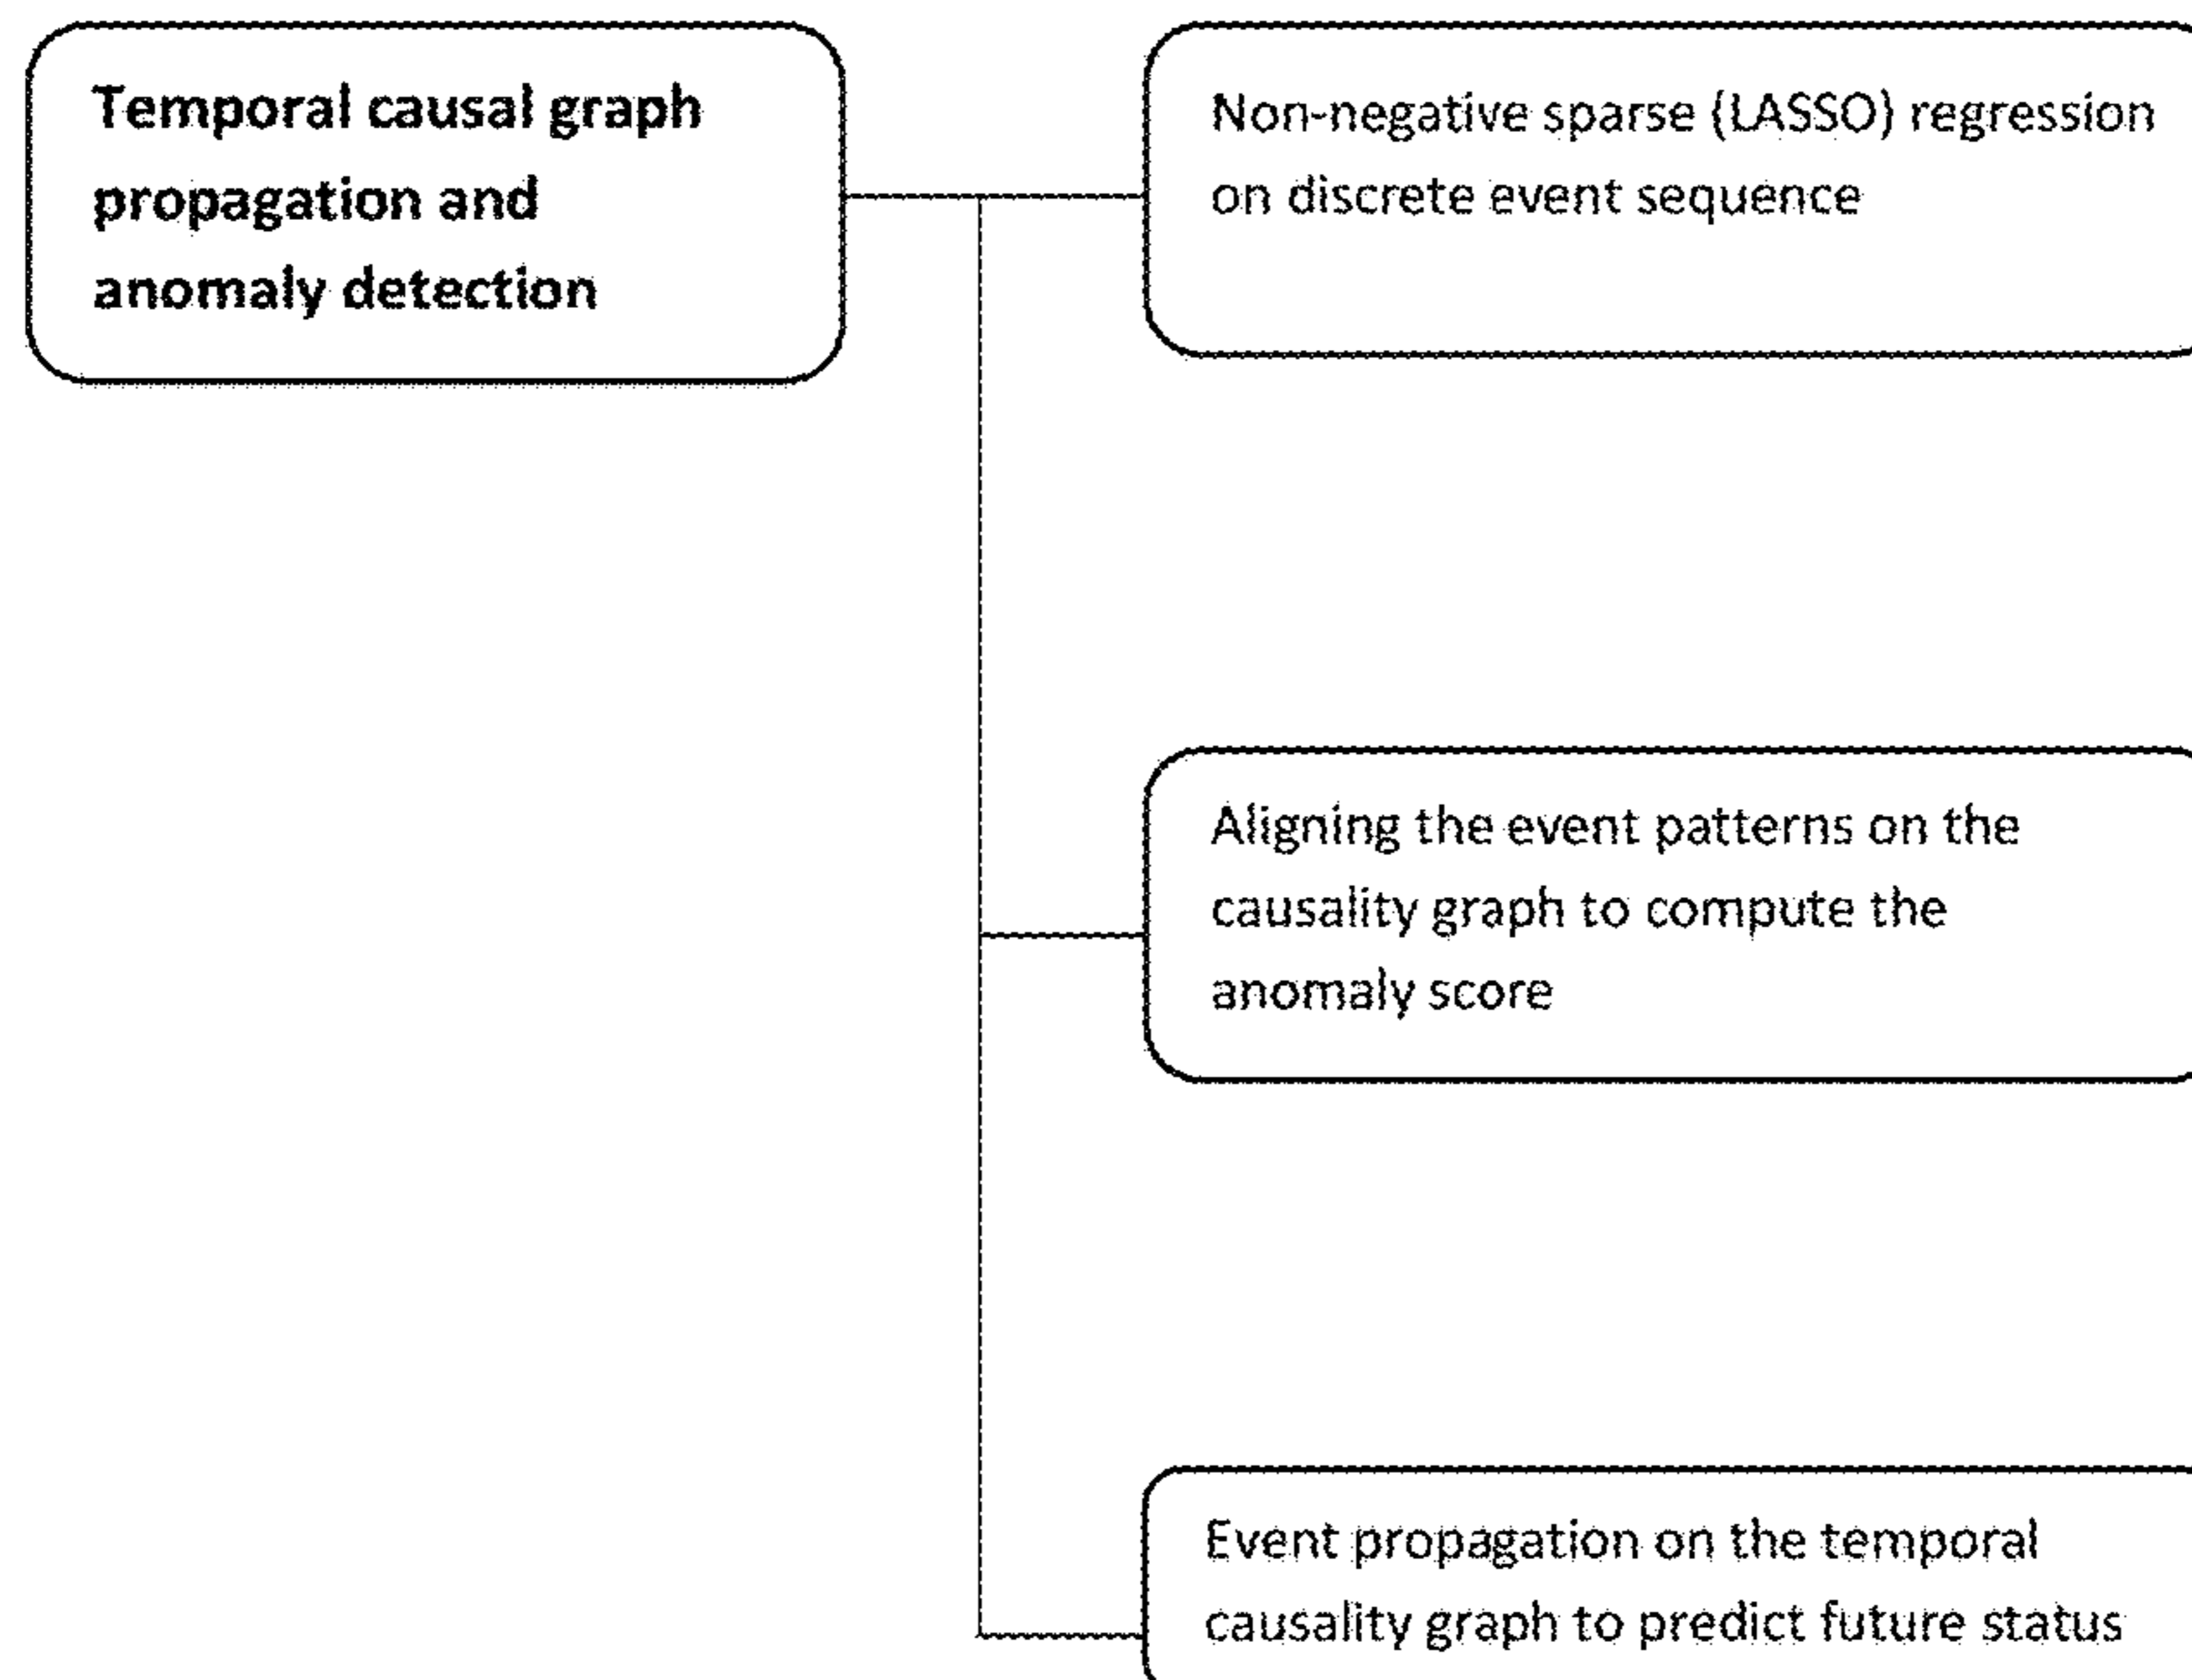 Temporal causal graph
propagation and
anomaly detection
Non-negative sparse (LASSO) regression
on discrete event sequence
Aligning the event patterns on the
causality graph to compute the
anomaly score
Event propagation on the temporal
causality graph to predict future status